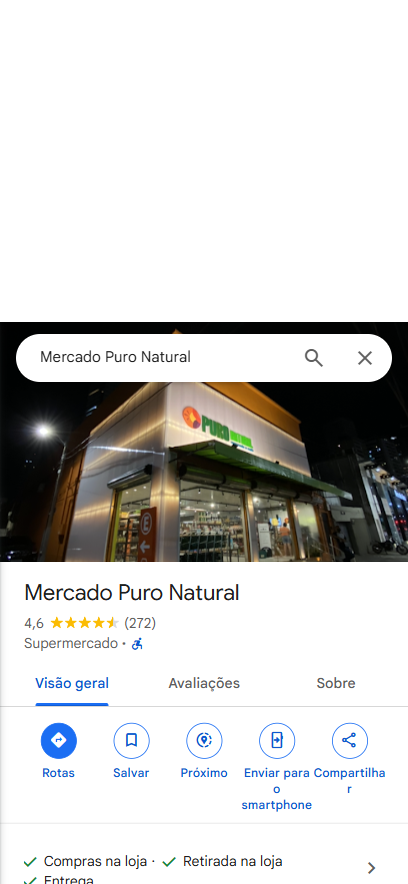 Mercado Puro Natural
PURO
NATURAL
E
Mercado Puro Natural
4,6 (272)
Supermercado ·
Visão geral Avaliações Sobre
Rotas Salvar Próximo Enviar para Compartilha
o r
smartphone
Compras na loja · Retirada na loja
Entrega